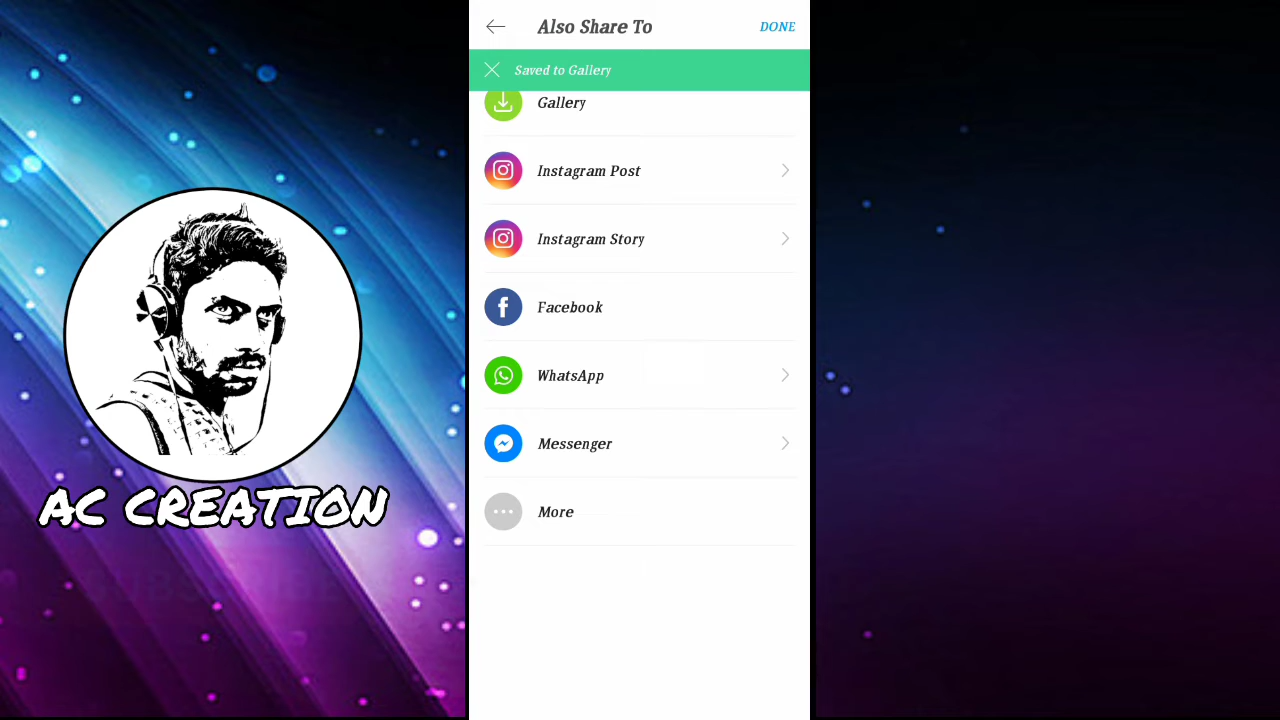 Also Share To
DONE
Saved to Gallery
Gallery
Instagram Post
Instagram Story
Facebook
WhatsApp
Messenger
More
AC CREATION